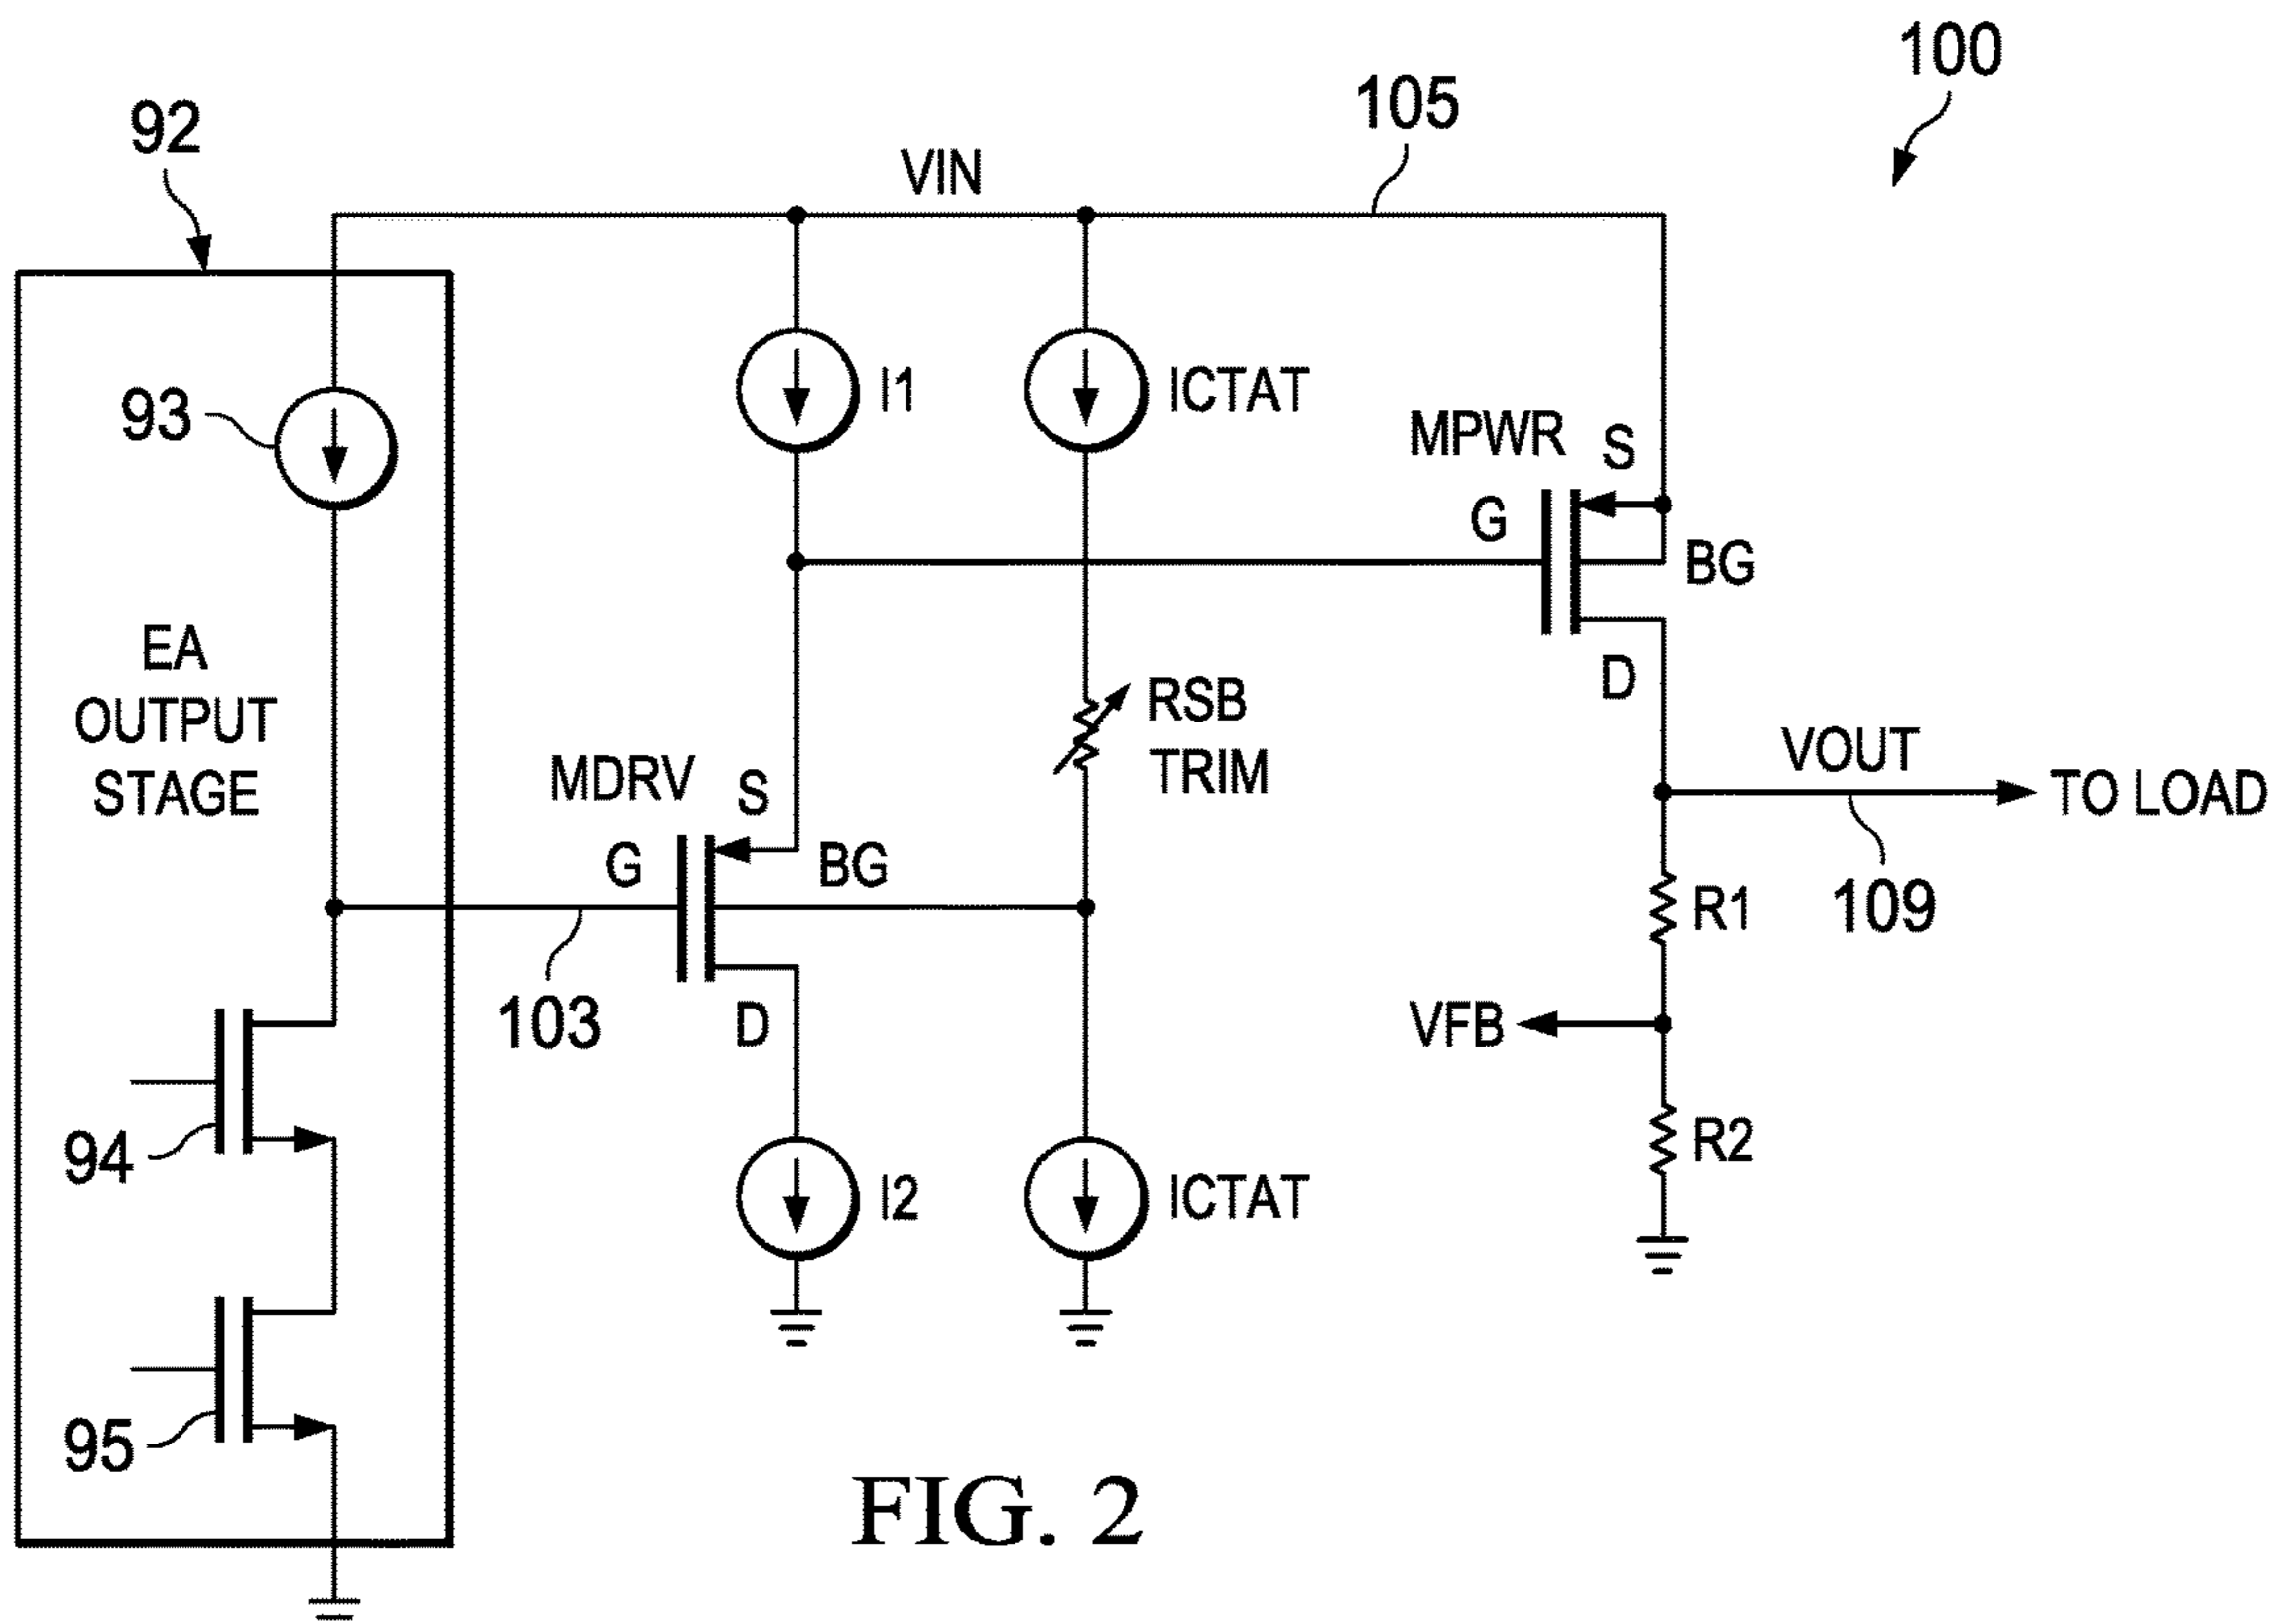 100
105
92
VIN
93
I1
ICTAT
MPWR
S
G
BG
D
EA
OUTPUT
STAGE
RSB
TRIM
MDRV
S
G
BG
D
103
VOUT
TO LOAD
109
R1
VFB
R2
94
I2
ICTAT
95
FIG. 2